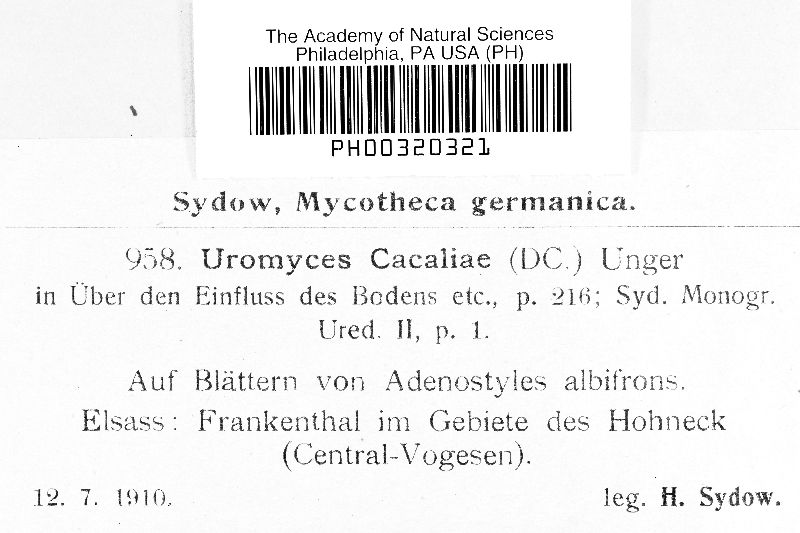 The Academy of Natural Sciences
Philadelphia, PA USA (PH)
PH00320321
Sydow, Mycotheca germanica.
958. Uromyces Cacaliae (DC.) Unger
in Über den Einfluss des Bodens etc., p. 216; Syd. Monogr.
Ured. II, p. 1.
Auf Blättern von Adenostyles albifrons.
Elsass: Frankenthal im Gebiete des Hohneck
(Central-Vogesen).
12. 7. 1910. leg. H. Sydow.